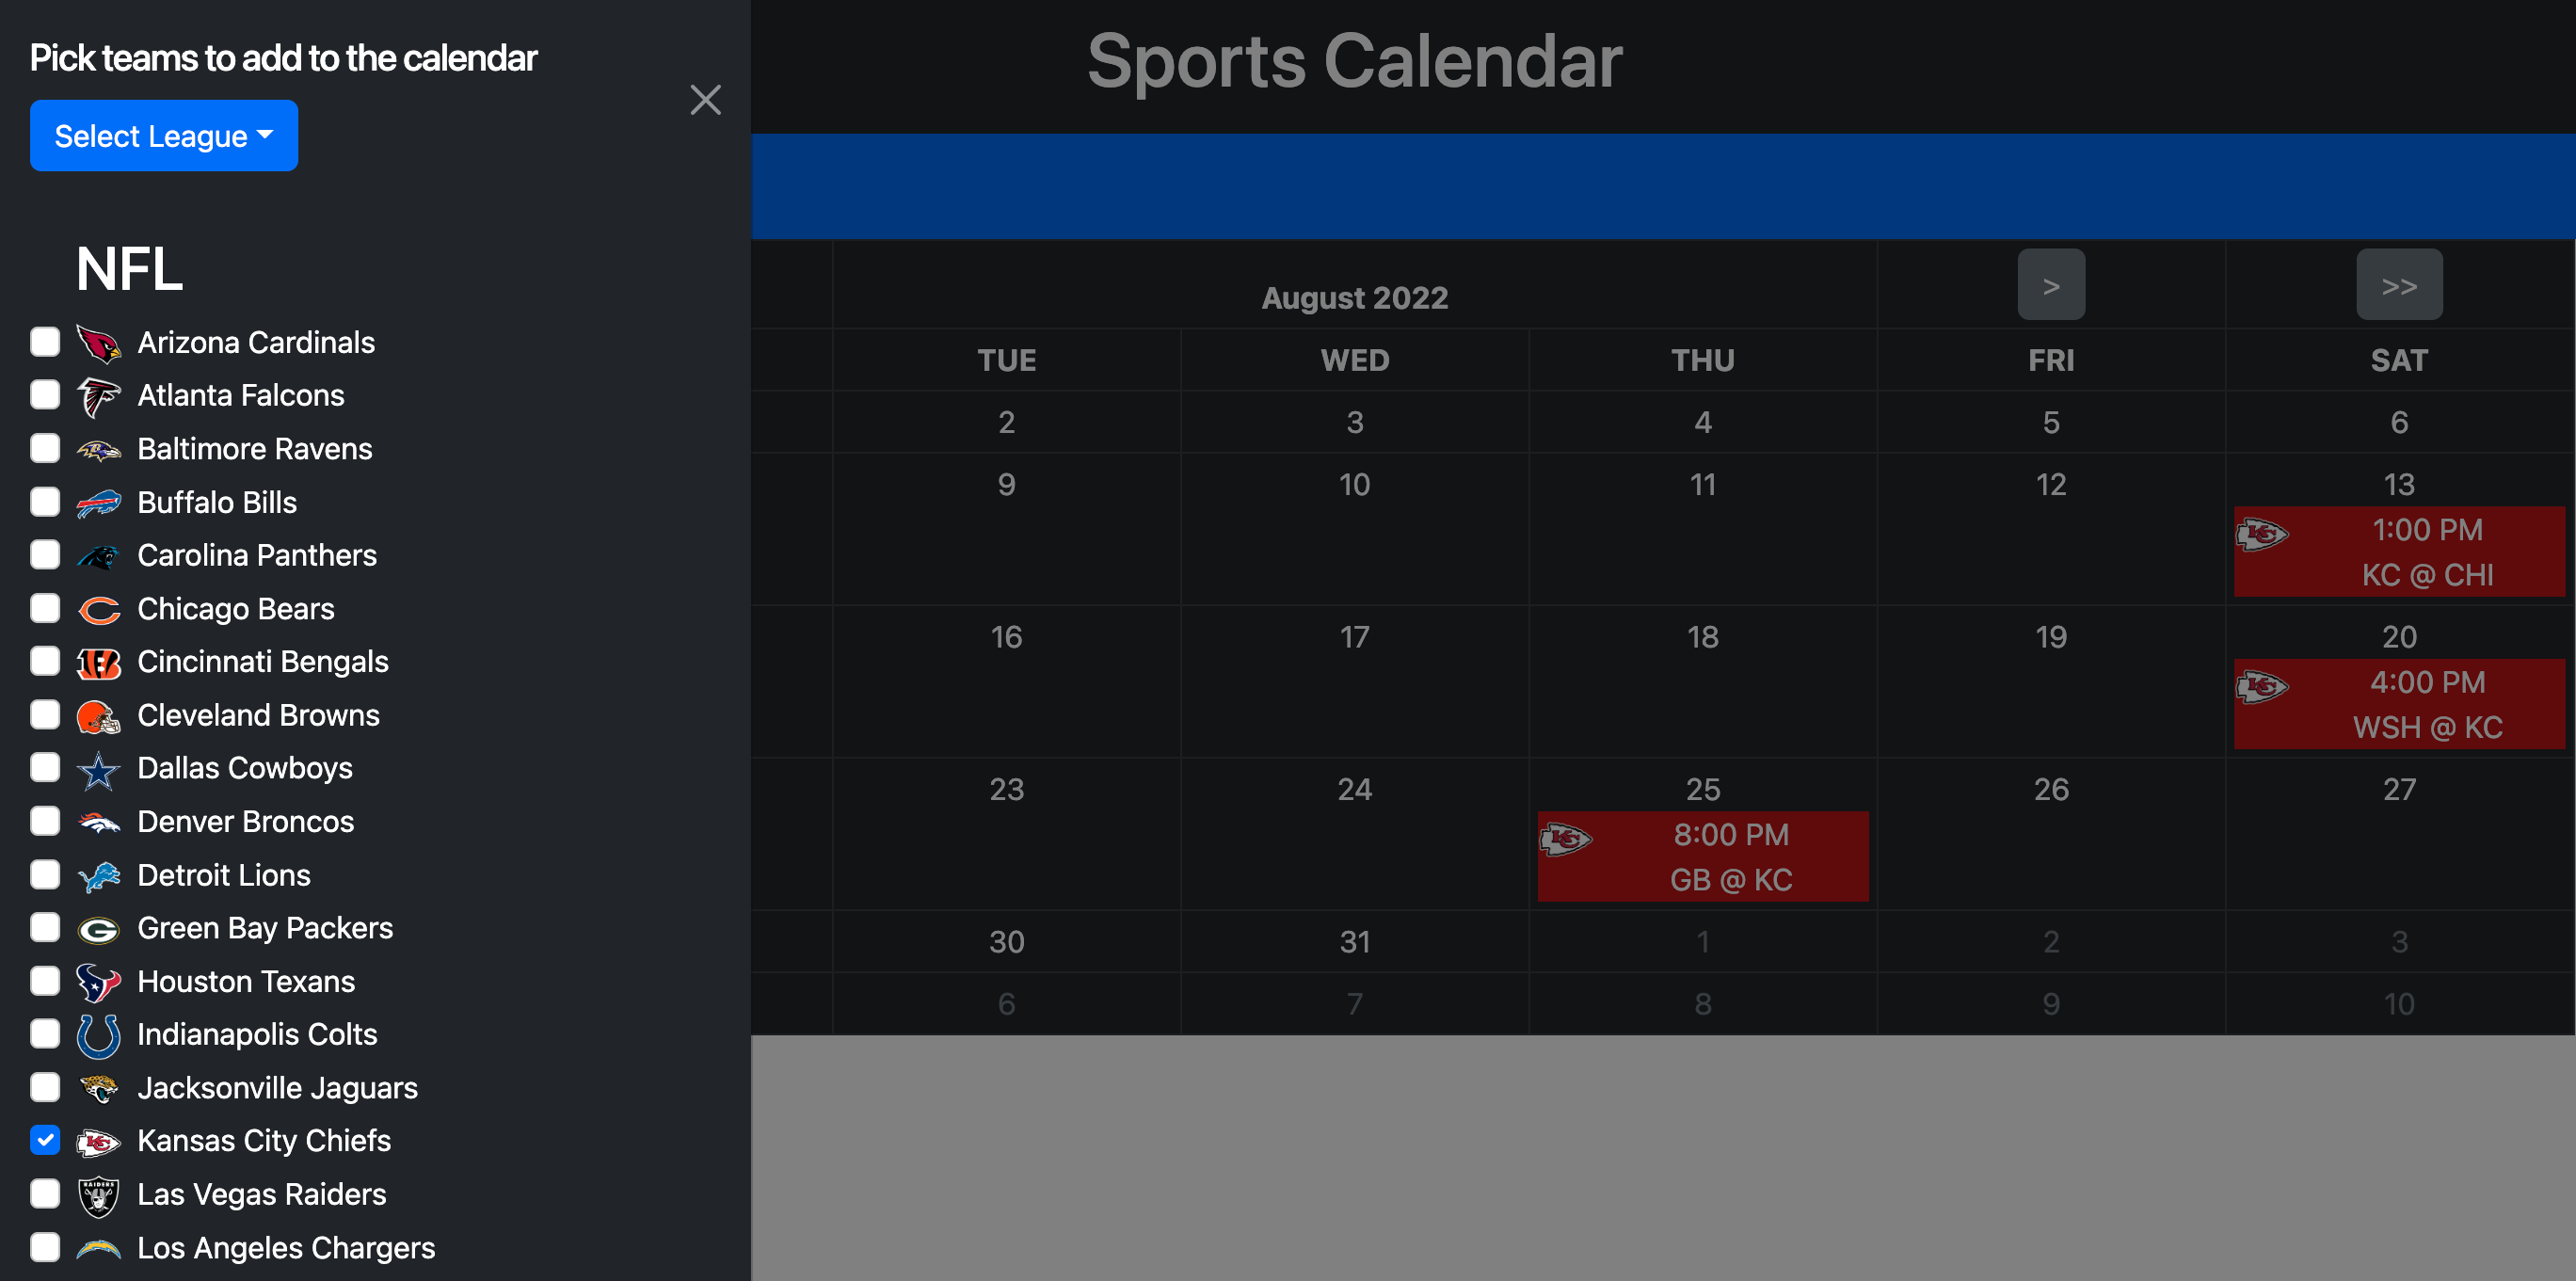 Pick teams to add to the calendar
Select League
NFL
Arizona Cardinals
Atlanta Falcons
Baltimore Ravens
Buffalo Bills
Carolina Panthers
Chicago Bears
Cincinnati Bengals
Cleveland Browns
Dallas Cowboys
Denver Broncos
Detroit Lions
Green Bay Packers
Houston Texans
Indianapolis Colts
Jacksonville Jaguars
Kansas City Chiefs
Las Vegas Raiders
Los Angeles Chargers
Sports Calendar
August 2022 > >>
TUE WED THU FRI SAT
2 3 4 5 6
9 10 11 12 13
1:00 PM
KC @ CHI
16 17 18 19 20
4:00 PM
WSH @ KC
23 24 25 26 27
8:00 PM
GB @ KC
30 31 1 2 3
6 7 8 9 10